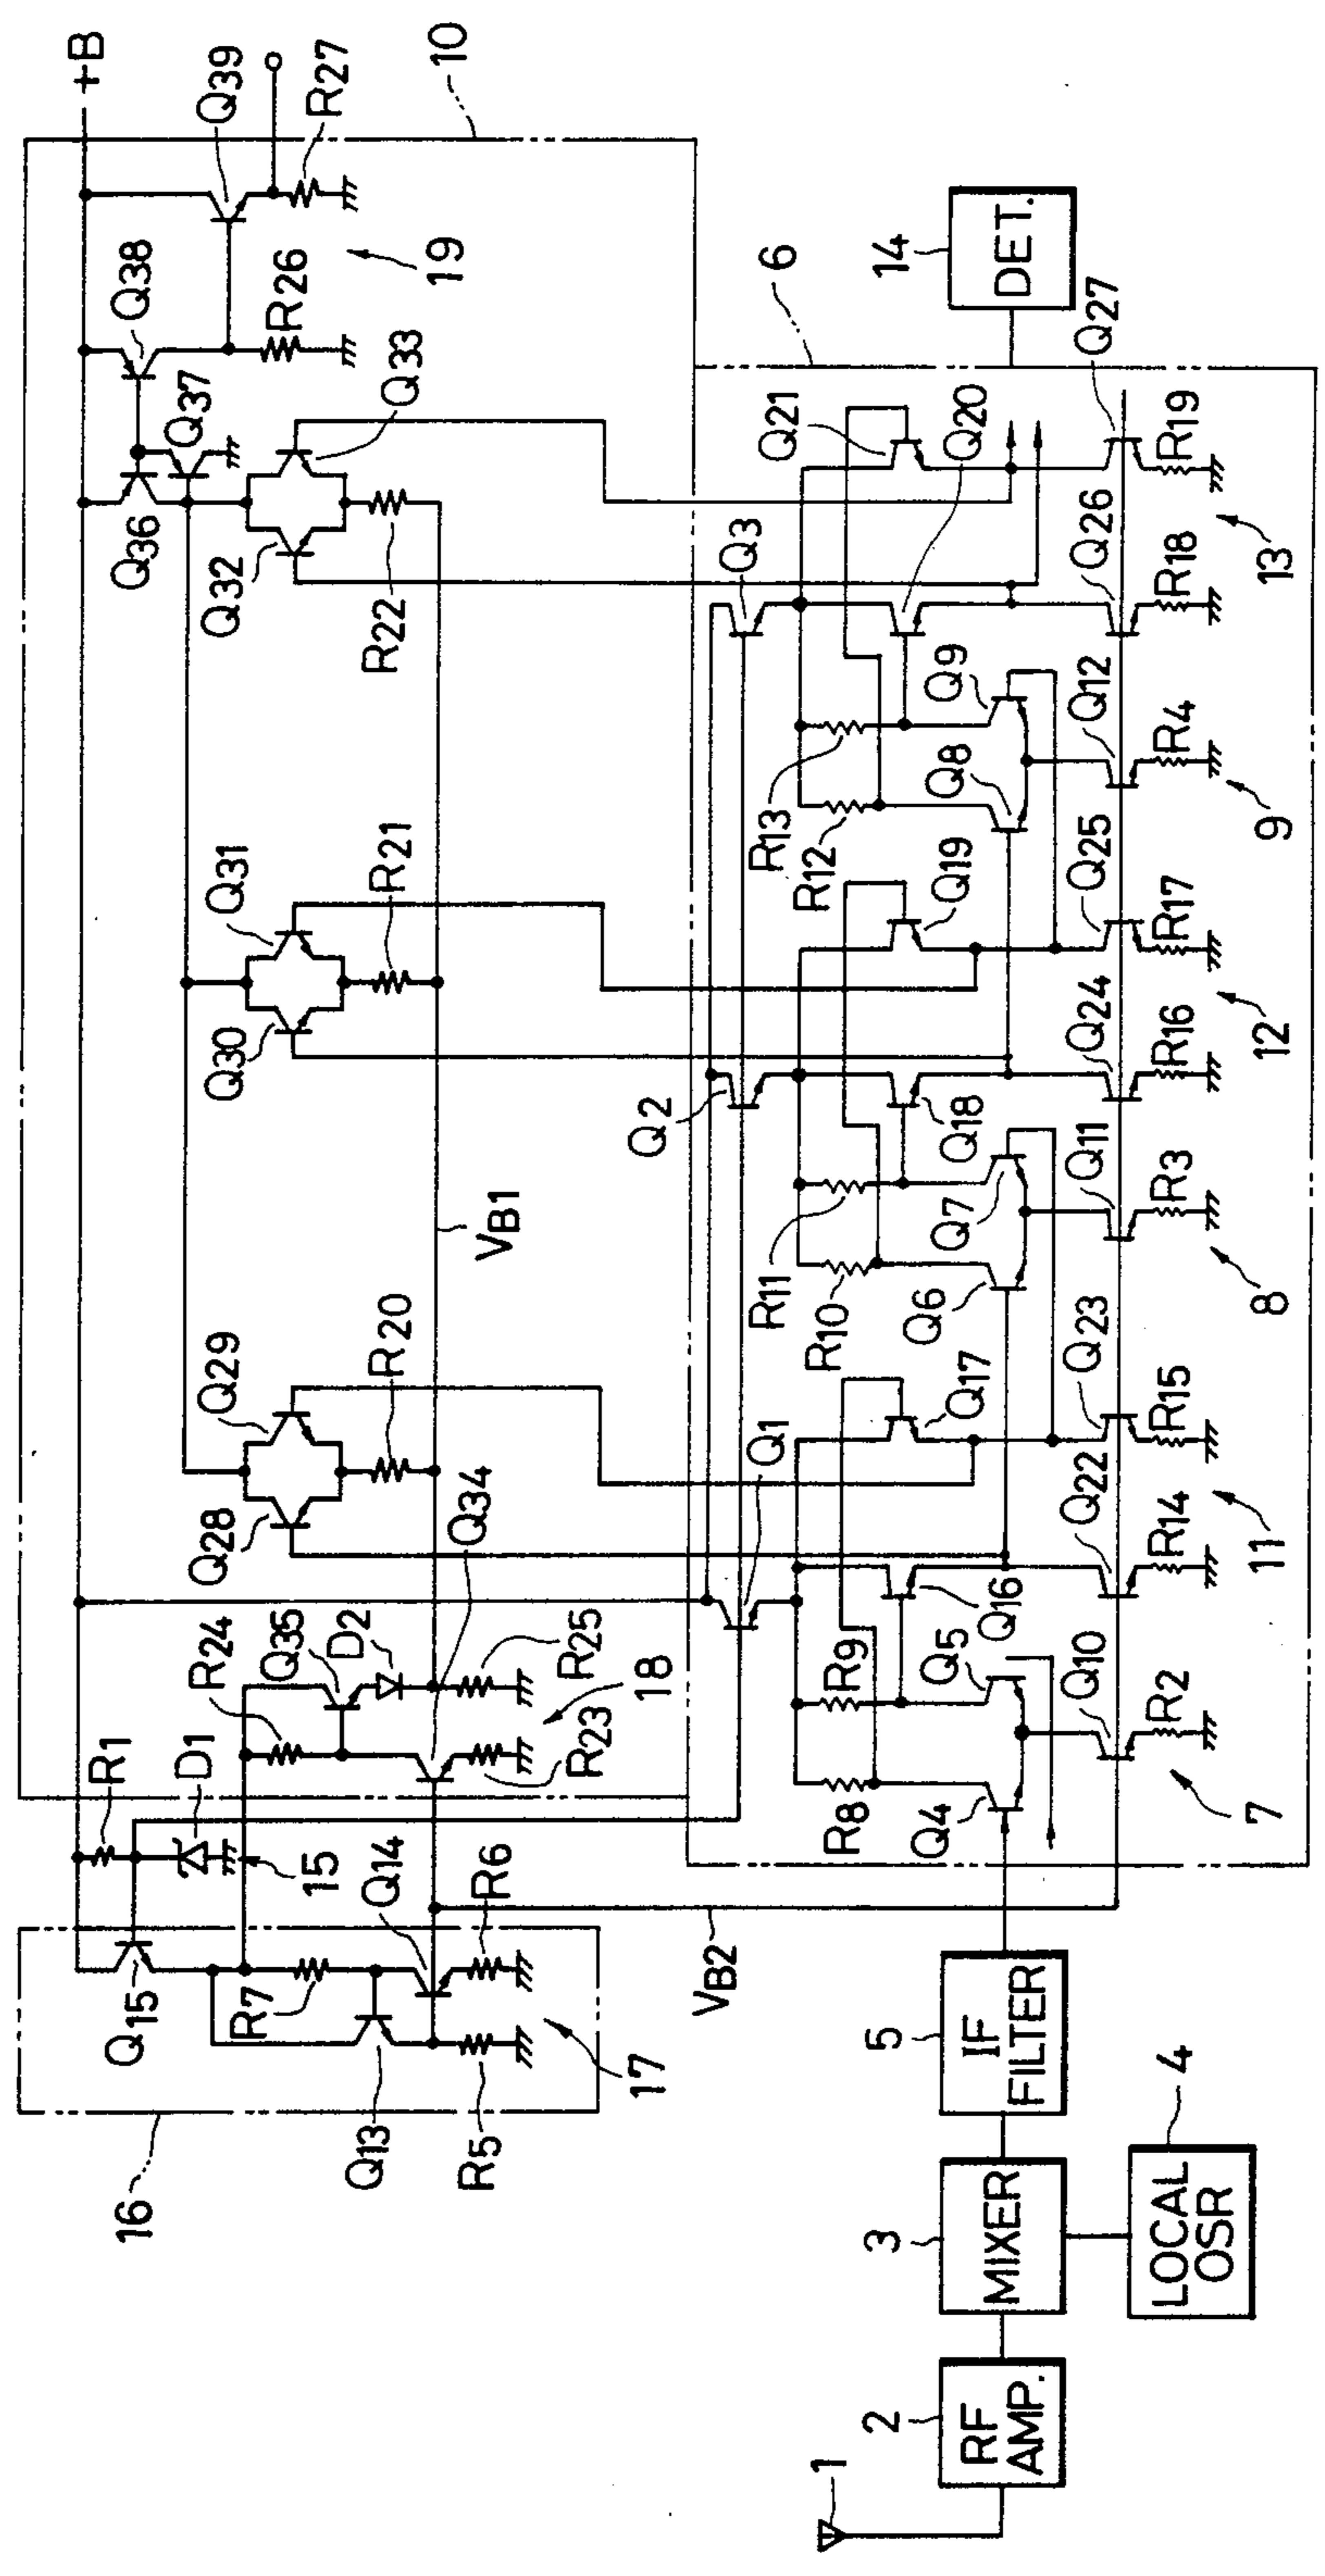 +B
Q39
R27
10
Q38
R26
19
Q37
Q36
Q33
Q32
R22
Q31
R21
Q30
VB1
Q29
R20
Q28
Q34
R24
Q35
D2
R25
18
R23
R1
D1
15
Q15
R7
Q14
R6
Q13
R5
17
16
VB2
6
14
DET.
Q27
Q21
Q20
R19
Q3
Q26
R18
13
Q9
Q12
R4
Q8
9
R13
R12
Q19
Q25
R17
Q24
R16
12
Q2
Q18
Q11
R3
Q7
8
R11
R10
Q6
Q17
Q23
R15
Q1
Q22
R14
11
Q16
R9
Q5
Q10
R2
R8
Q4
7
5
IF
FILTER
3
MIXER
4
LOCAL
OSR
2
RF
AMP.
1